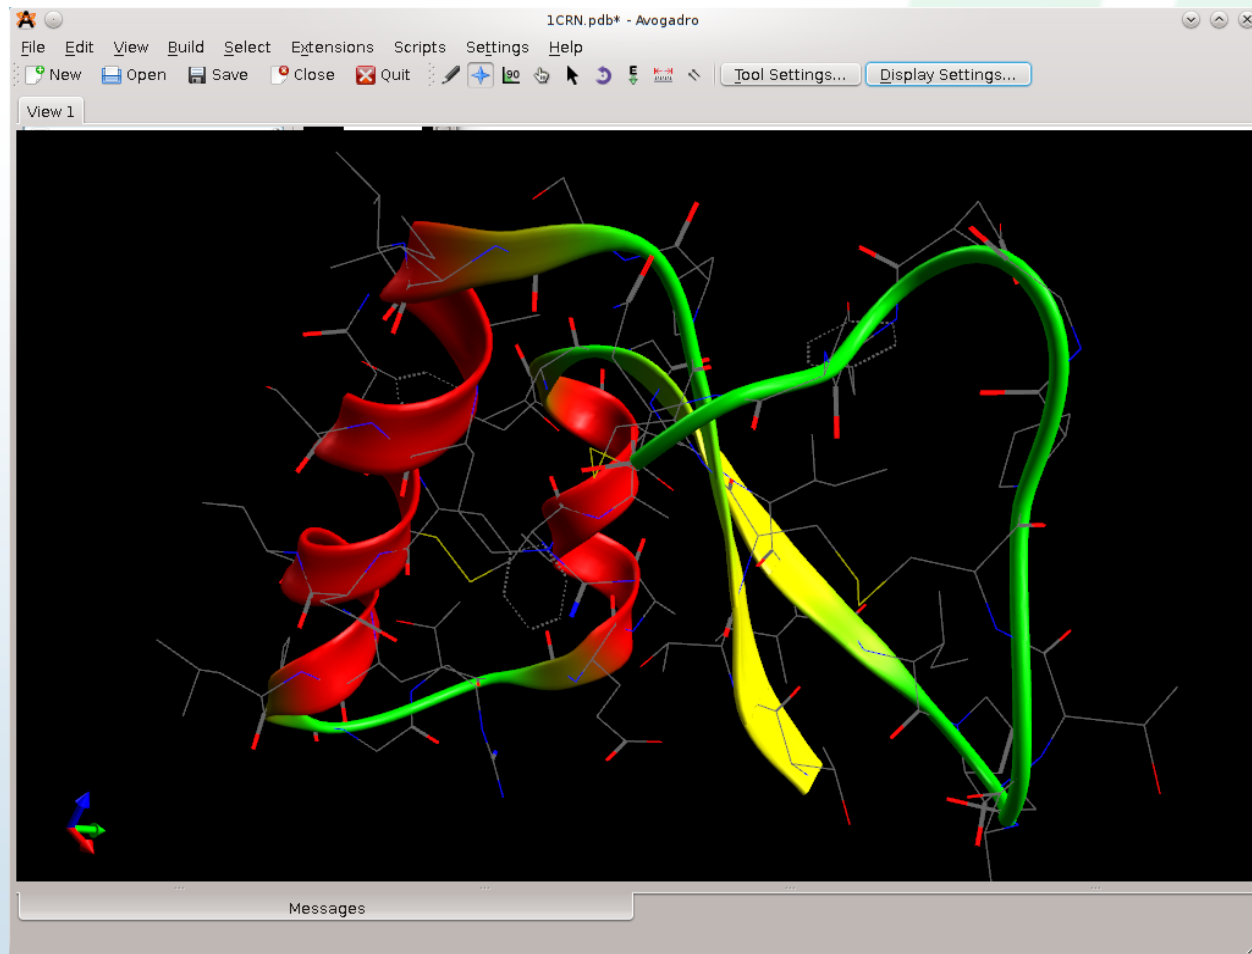 1CRN.pdb* - Avogadro
File Edit View Build Select Extensions Scripts Settings Help
New Open Save Close Quit 90 E Tool Settings... Display Settings...
View 1
Messages